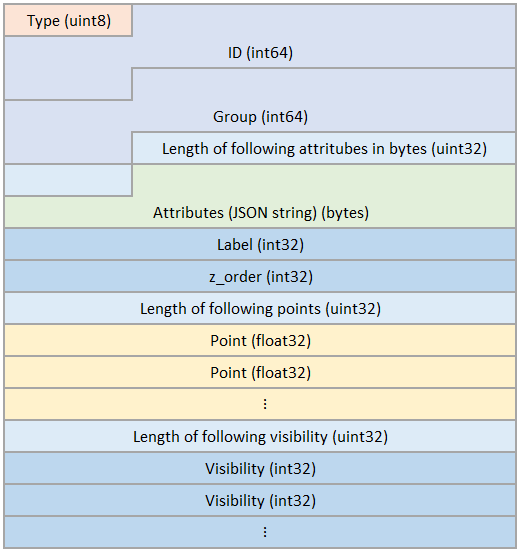 Type (uint8)
ID (int64)
Group (int64)
Length of following attritubes in bytes (uint32)
Attributes (JSON string) (bytes)
Label (int32)
z_order (int32)
Length of following points (uint32)
Point (float32)
Point (float32)
⋮
Length of following visibility (uint32)
Visibility (int32)
Visibility (int32)
⋮